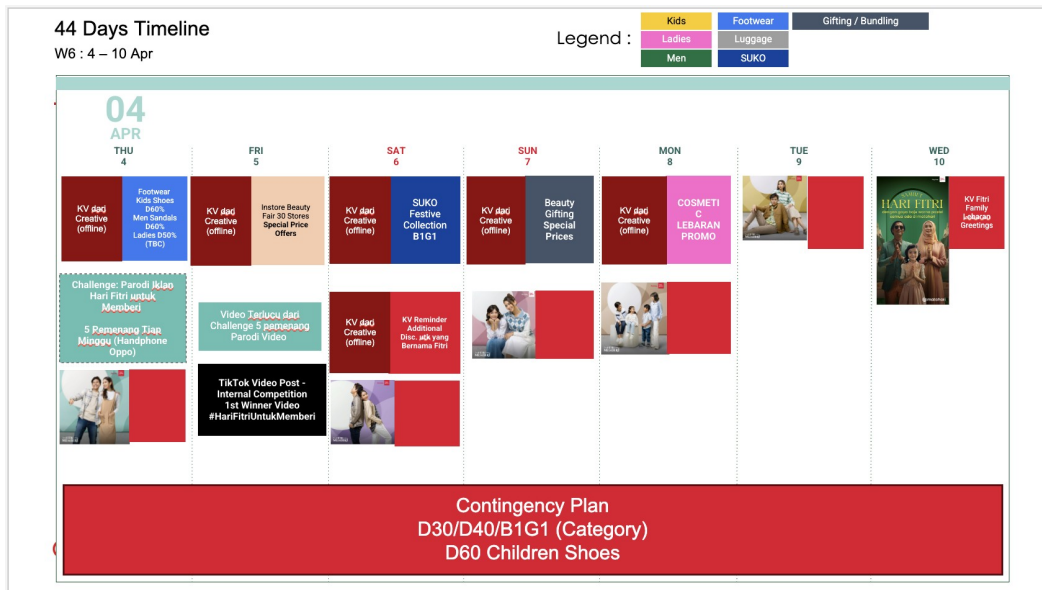 44 Days Timeline
W6 : 4 – 10 Apr
Legend :
Kids
Footwear
Gifting / Bundling
Ladies
Luggage
Men
SUKO
04
APR
THU
4
FRI
5
SAT
6
SUN
7
MON
8
TUE
9
WED
10
KV dari
Creative
(offline)
Footwear
Kids Shoes
D60%
Men Sandals
D60%
Ladies D50%
(TBC)
KV dari
Creative
(offline)
Instore Beauty
Fair 30 Stores
Special Price
Offers
KV dari
Creative
(offline)
SUKO
Festive
Collection
B1G1
KV dari
Creative
(offline)
Beauty
Gifting
Special
Prices
KV dari
Creative
(offline)
COSMETI
C
LEBARAN
PROMO
HARI FITRI
KV Fitri
Family
Lebaran
Greetings
Challenge: Parodi Iklan
Hari Fitri untuk
Memberi
5 Pemenang Tiap
Minggu (Handphone
Oppo)
Video Terlucu dari
Challenge 5 pemenang
Parodi Video
KV dari
Creative
(offline)
KV Reminder
Additional
Disc. utk yang
Bernama Fitri
TikTok Video Post -
Internal Competition
1st Winner Video
#HariFitriUntukMemberi
Contingency Plan
D30/D40/B1G1 (Category)
D60 Children Shoes